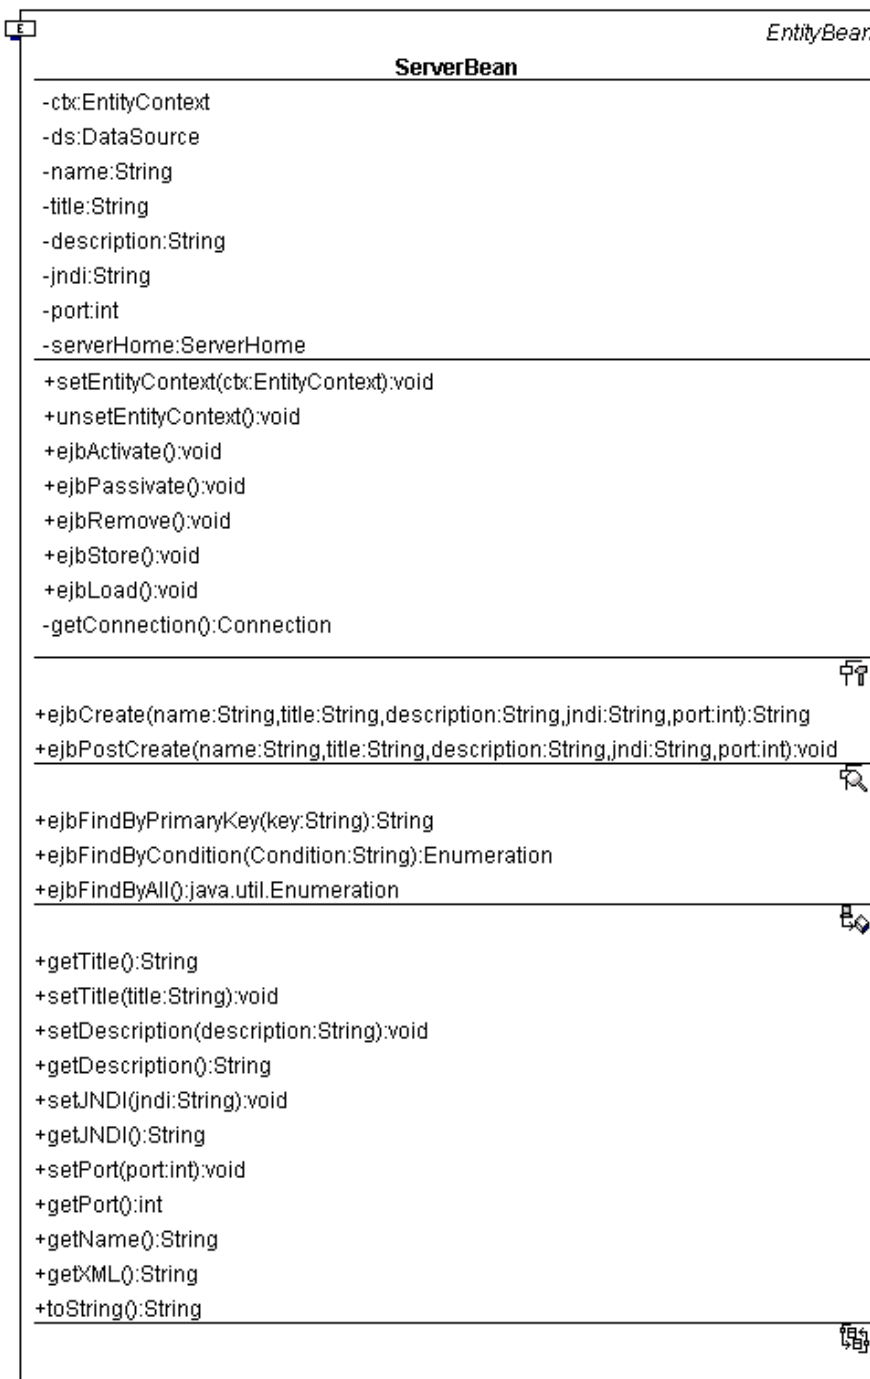 E
EntityBean
ServerBean
-ctx:EntityContext
-ds:DataSource
-name:String
-title:String
-description:String
-jndi:String
-port:int
-serverHome:ServerHome
+setEntityContext(ctx:EntityContext):void
+unsetEntityContext():void
+ejbActivate():void
+ejbPassivate():void
+ejbRemove():void
+ejbStore():void
+ejbLoad():void
-getConnection():Connection
+ejbCreate(name:String,title:String,description:String,jndi:String,port:int):String
+ejbPostCreate(name:String,title:String,description:String,jndi:String,port:int):void
+ejbFindByPrimaryKey(key:String):String
+ejbFindByCondition(Condition:String):Enumeration
+ejbFindByAll():java.util.Enumeration
+getTitle():String
+setTitle(title:String):void
+setDescription(description:String):void
+getDescription():String
+setJNDI(jndi:String):void
+getJNDI():String
+setPort(port:int):void
+getPort():int
+getName():String
+getXML():String
+toString():String